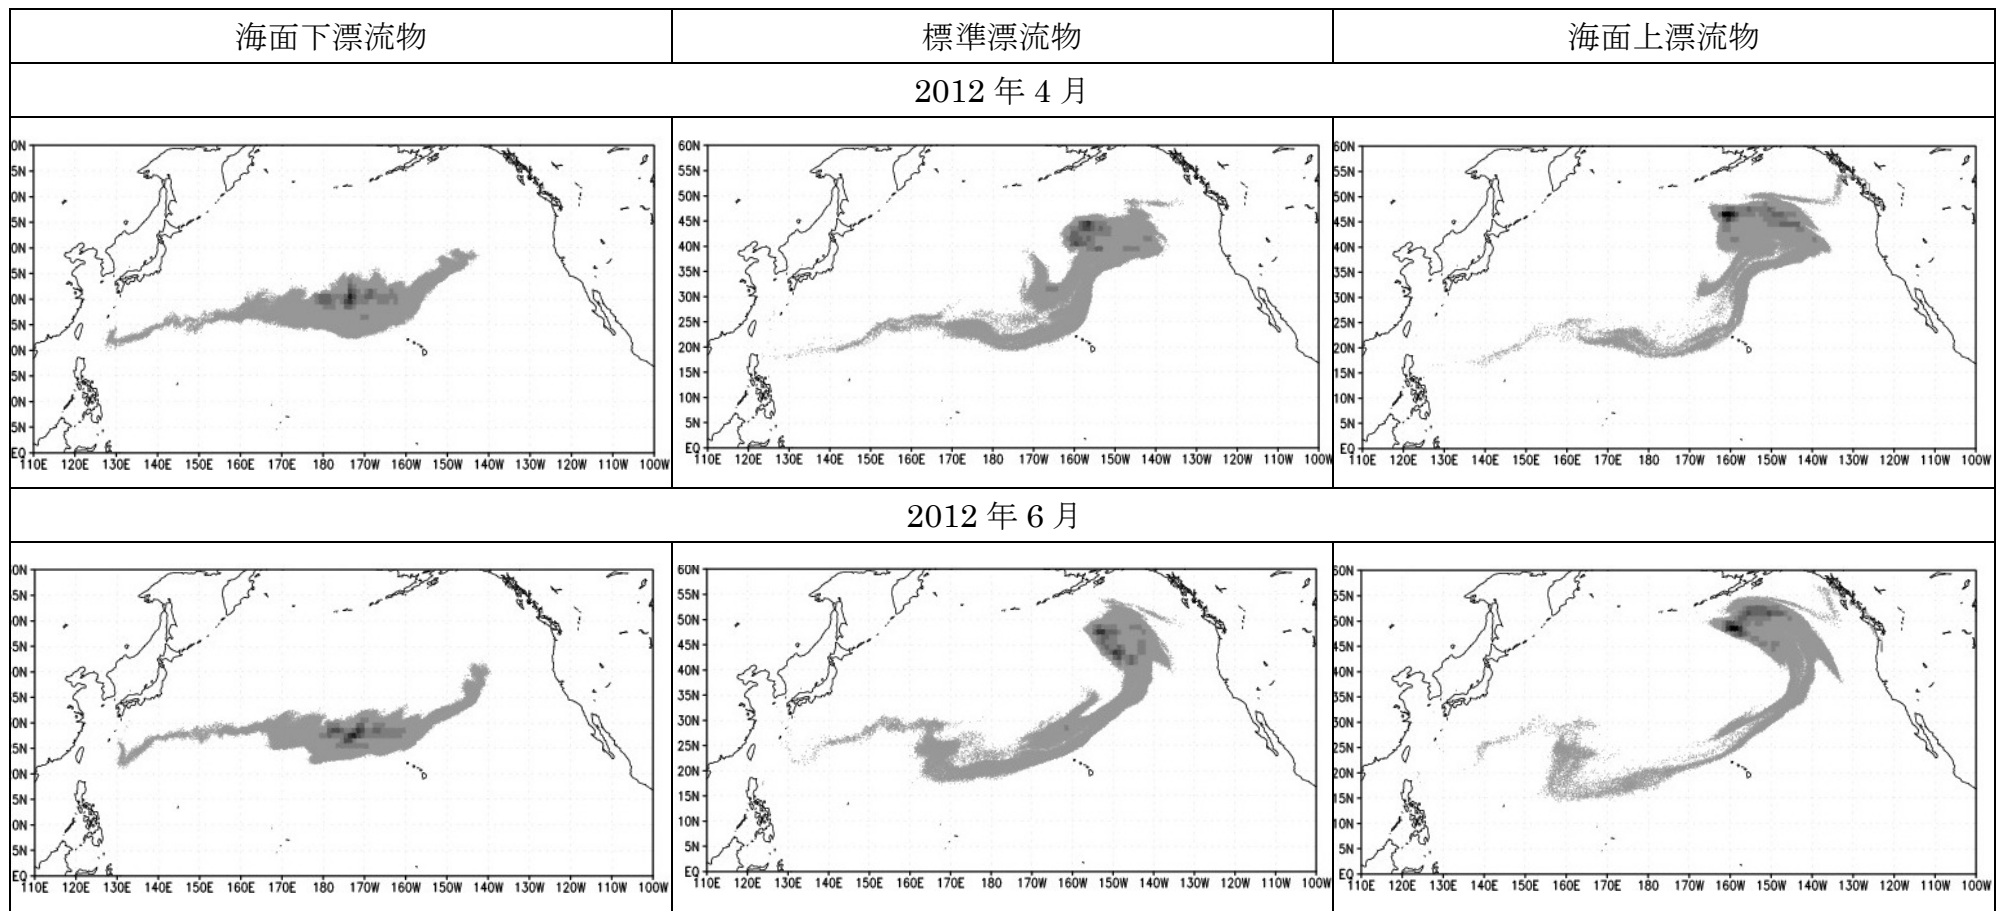 海面下漂流物 標準漂流物 海面上漂流物
2012 年 4 月
0N 60N 60N
5N 55N 55N
0N 50N 50N
5N 45N 45N
0N 40N 40N
5N 35N 35N
0N 30N 30N
5N 25N 25N
0N 20N 20N
5N 15N 15N
0N 10N 10N
5N 5N 5N
EQ EQ EQ
110E 120E 130E 140E 150E 160E 170E 180 170W 160W 150W 140W 130W 120W 110W 100W 110E 120E 130E 140E 150E 160E 170E 180 170W 160W 150W 140W 130W 120W 110W 100W 110E 120E 130E 140E 150E 160E 170E 180 170W 160W 150W 140W 130W 120W 110W 100W
2012 年 6 月
0N 60N 60N
5N 55N 55N
0N 50N 50N
5N 45N 45N
0N 40N 40N
5N 35N 35N
0N 30N 30N
5N 25N 25N
0N 20N 20N
5N 15N 15N
0N 10N 10N
5N 5N 5N
EQ EQ EQ
110E 120E 130E 140E 150E 160E 170E 180 170W 160W 150W 140W 130W 120W 110W 100W 110E 120E 130E 140E 150E 160E 170E 180 170W 160W 150W 140W 130W 120W 110W 100W 110E 120E 130E 140E 150E 160E 170E 180 170W 160W 150W 140W 130W 120W 110W 100W